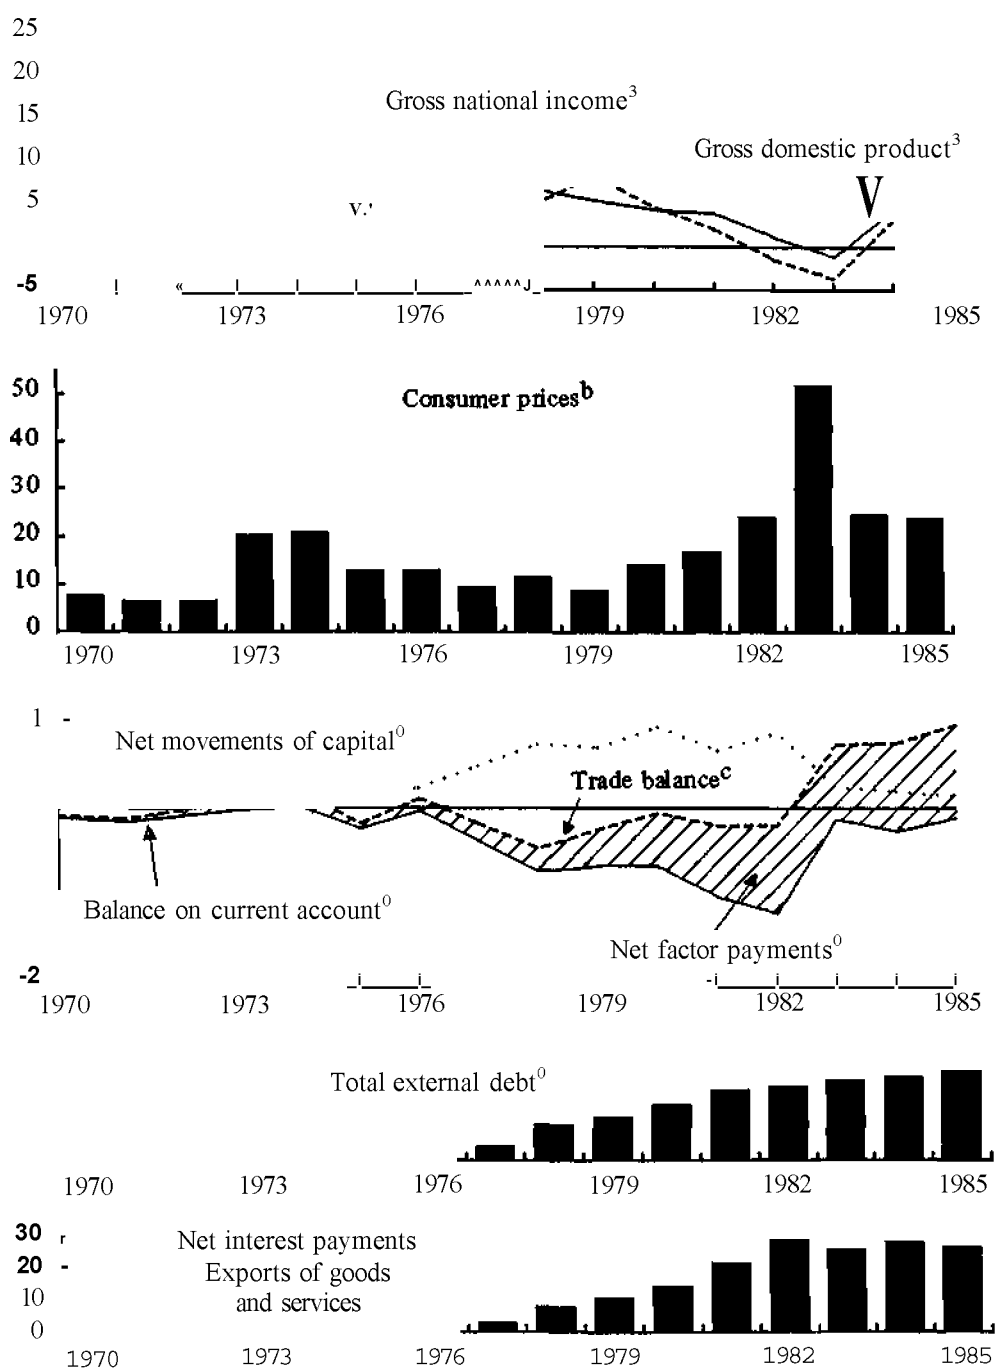 25
20
Gross national income³
15
10
Gross domestic product³
5
V.'
V
-5
1970 1973 1976 1979 1982 1985
50
Consumer pricesᵇ
40
30
20
10
0
1970 1973 1976 1979 1982 1985
1 -
Net movements of capital⁰
Trade balanceᶜ
Balance on current account⁰
Net factor payments⁰
-2
1970 1973 1976 1979 1982 1985
Total external debt⁰
1970 1973 1976 1979 1982 1985
30
Net interest payments
20 -
Exports of goods
10
and services
0
1970 1973 1976 1979 1982 1985